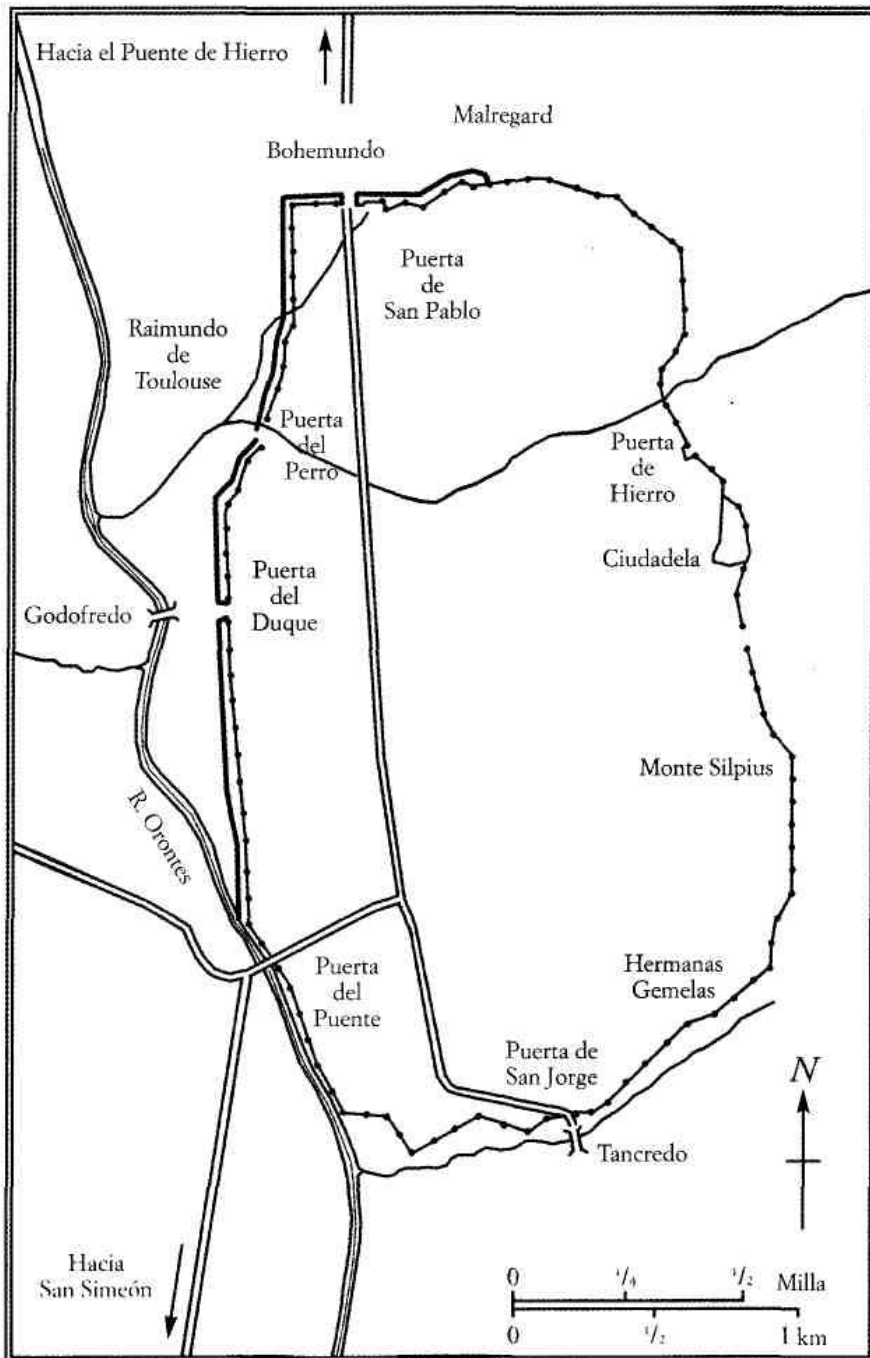 Hacia el Puente de Hierro
Malregard
Bohemundo
Puerta
de
San Pablo
Raimundo
de
Toulouse
Puerta
del
Perro
Puerta
de
Hierro
Ciudadela
Puerta
del
Duque
Godofredo
Monte Silpius
R. Orontes
Hermanas
Gemelas
Puerta
del
Puente
Puerta de
San Jorge
N
Tancredo
Hacia
San Simeón
0 1/4 1/2 Milla
0 1/2 1 km